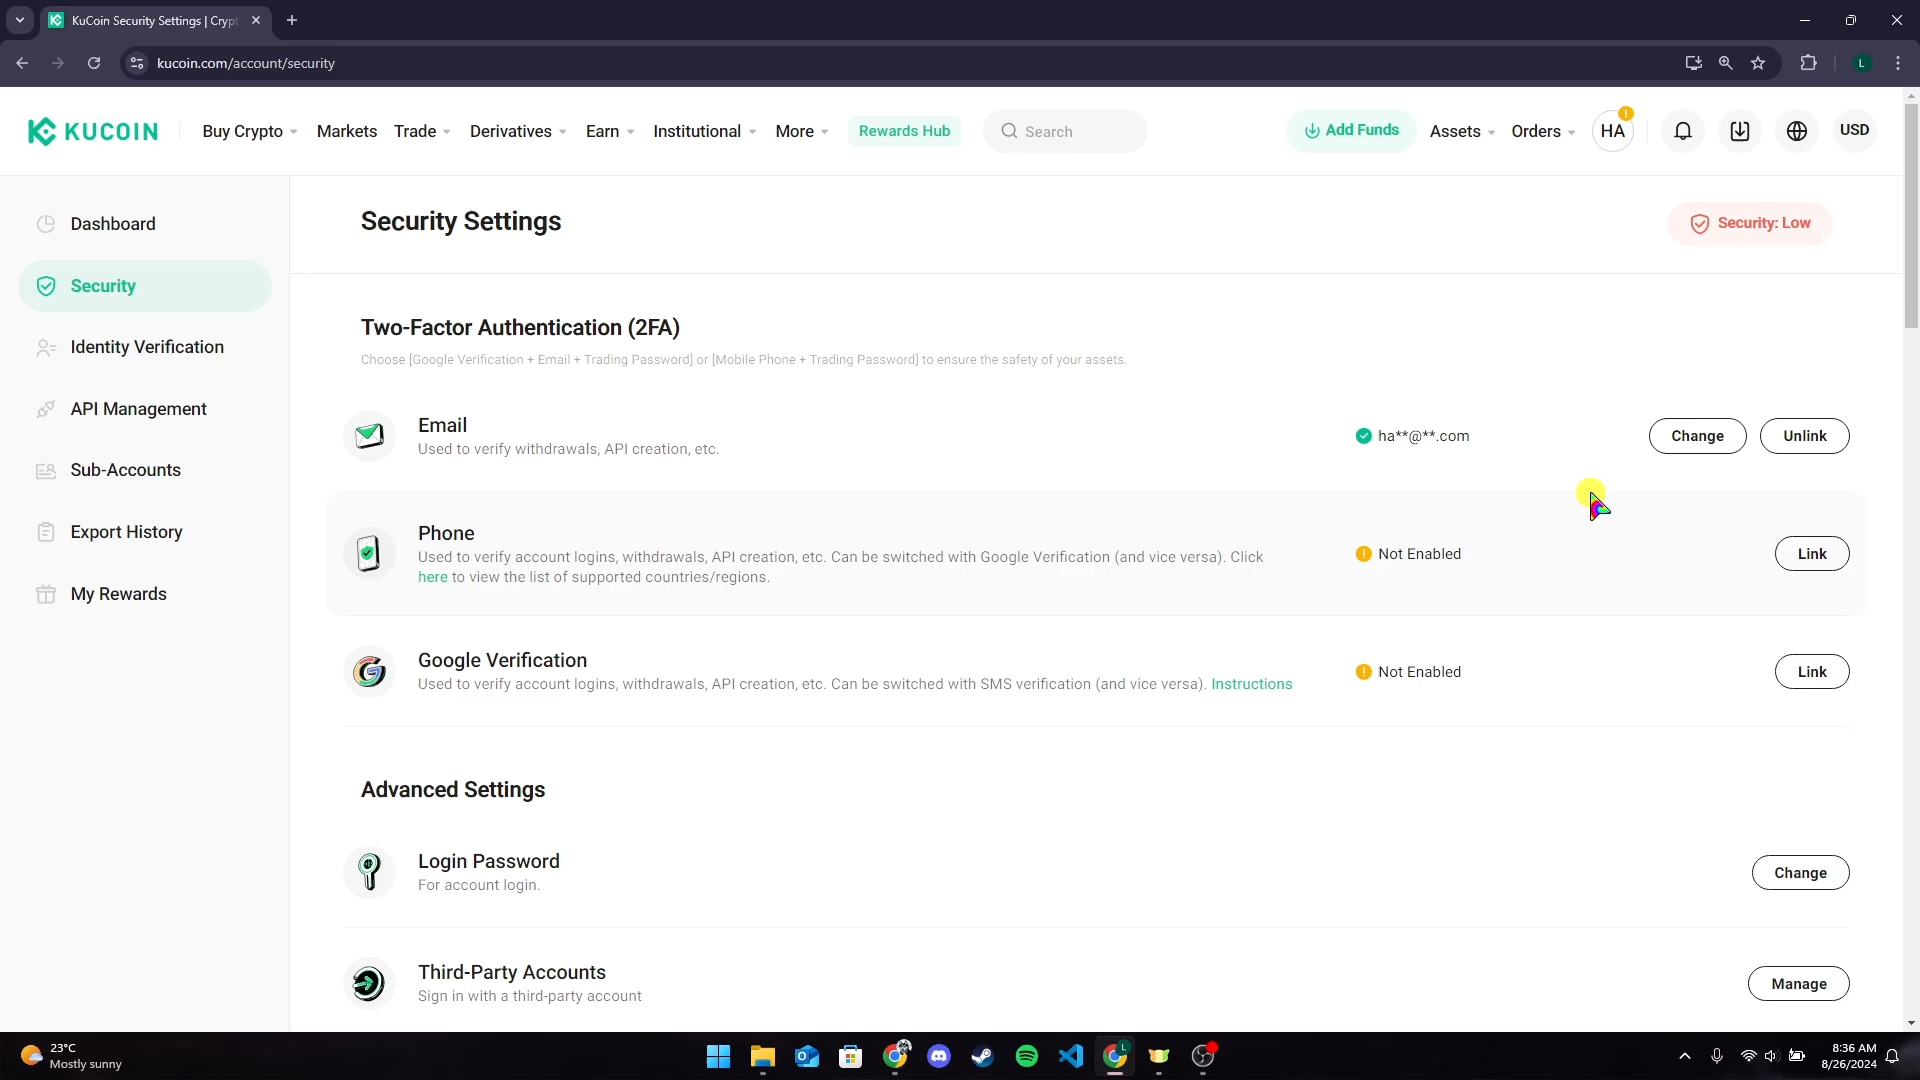 KuCoin Security Settings | Crypt
kucoin.com/account/security
L
KUCOIN
Buy Crypto
Markets
Trade
Derivatives
Earn
Institutional
More
Rewards Hub
Search
Add Funds
Assets
Orders
HA
USD
Dashboard
Security
Identity Verification
API Management
Sub-Accounts
Export History
My Rewards
Security Settings
Security: Low
Two-Factor Authentication (2FA)
Choose [Google Verification + Email + Trading Password] or [Mobile Phone + Trading Password] to ensure the safety of your assets.
Email
Used to verify withdrawals, API creation, etc.
ha**@**.com
Change
Unlink
Phone
Used to verify account logins, withdrawals, API creation, etc. Can be switched with Google Verification (and vice versa). Click
here to view the list of supported countries/regions.
Not Enabled
Link
Google Verification
Used to verify account logins, withdrawals, API creation, etc. Can be switched with SMS verification (and vice versa). Instructions
Not Enabled
Link
Advanced Settings
Login Password
For account login.
Change
Third-Party Accounts
Sign in with a third-party account
Manage
23°C
Mostly sunny
L
8:36 AM
8/26/2024